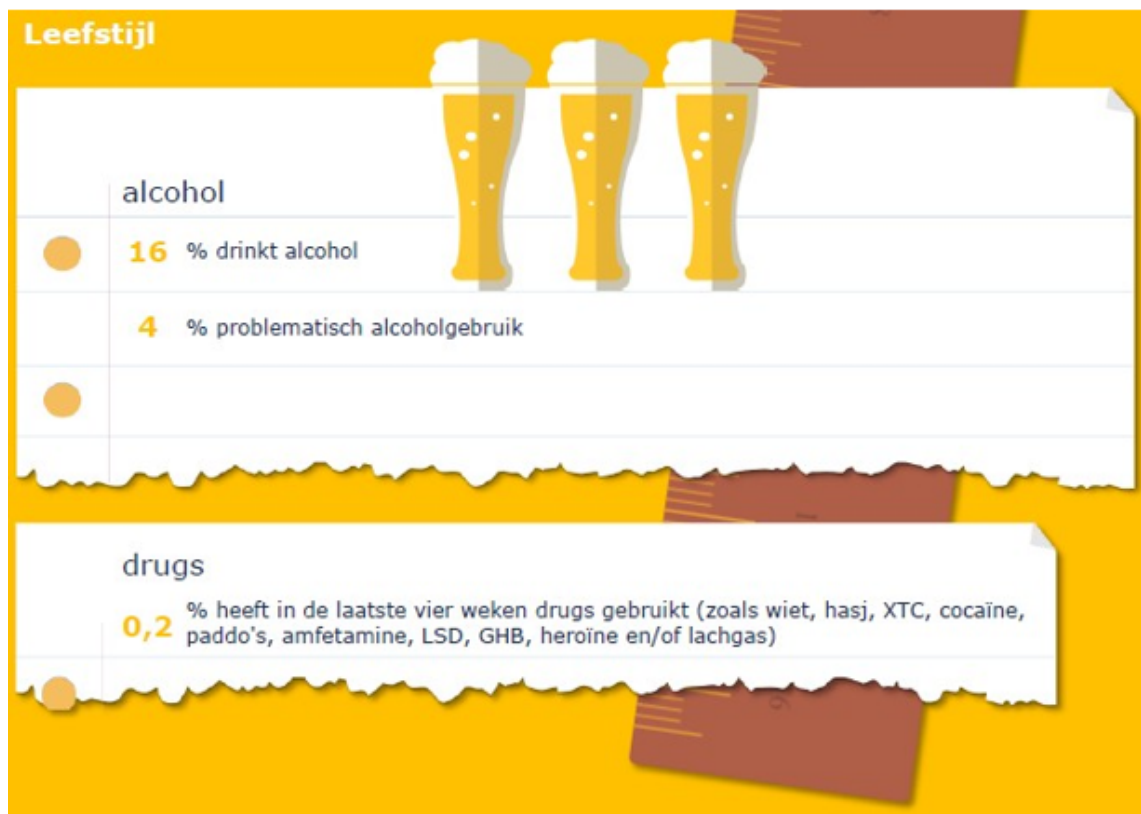 Leefstijl
alcohol
16 % drinkt alcohol
4 % problematisch alcoholgebruik
drugs
0,2 % heeft in de laatste vier weken drugs gebruikt (zoals wiet, hasj, XTC, cocaïne,
paddo's, amfetamine, LSD, GHB, heroïne en/of lachgas)